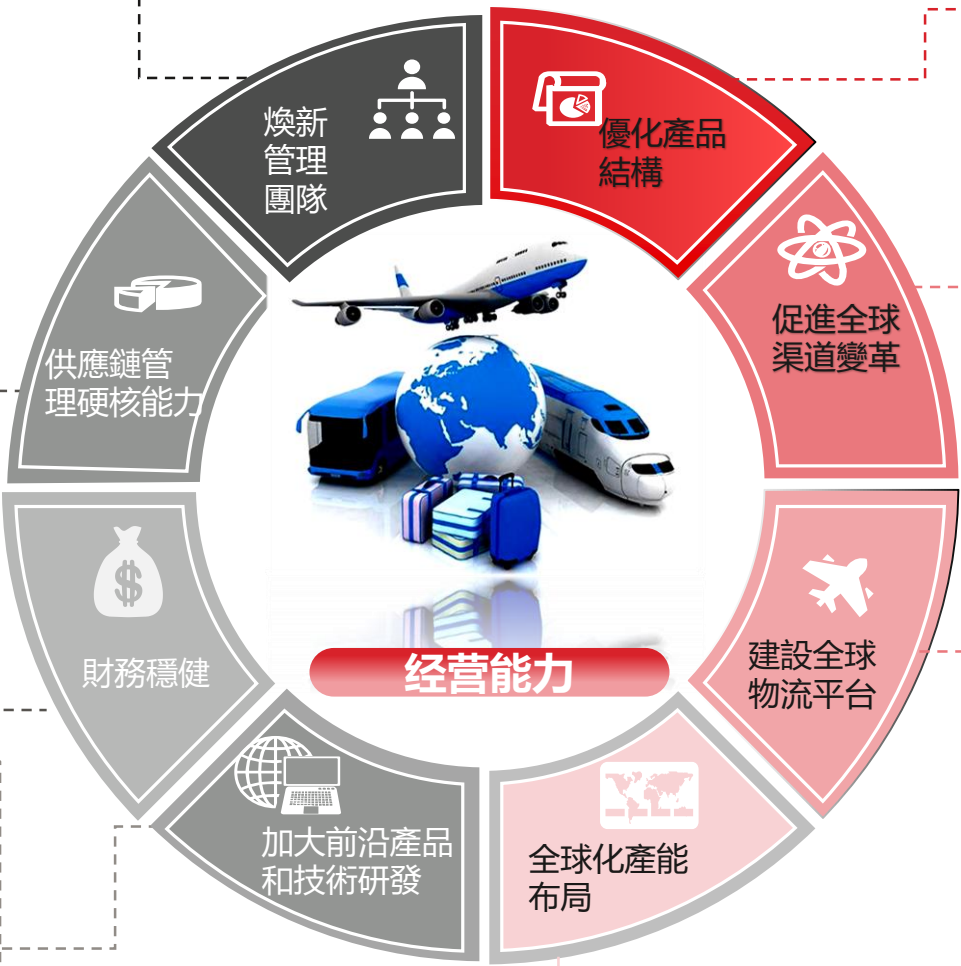 煥新
管理
團隊
優化產品
結構
促進全球
渠道變革
建設全球
物流平台
全球化產能
布局
加大前沿產品
和技術研發
財務穩健
$
供應鏈管
理硬核能力
经营能力